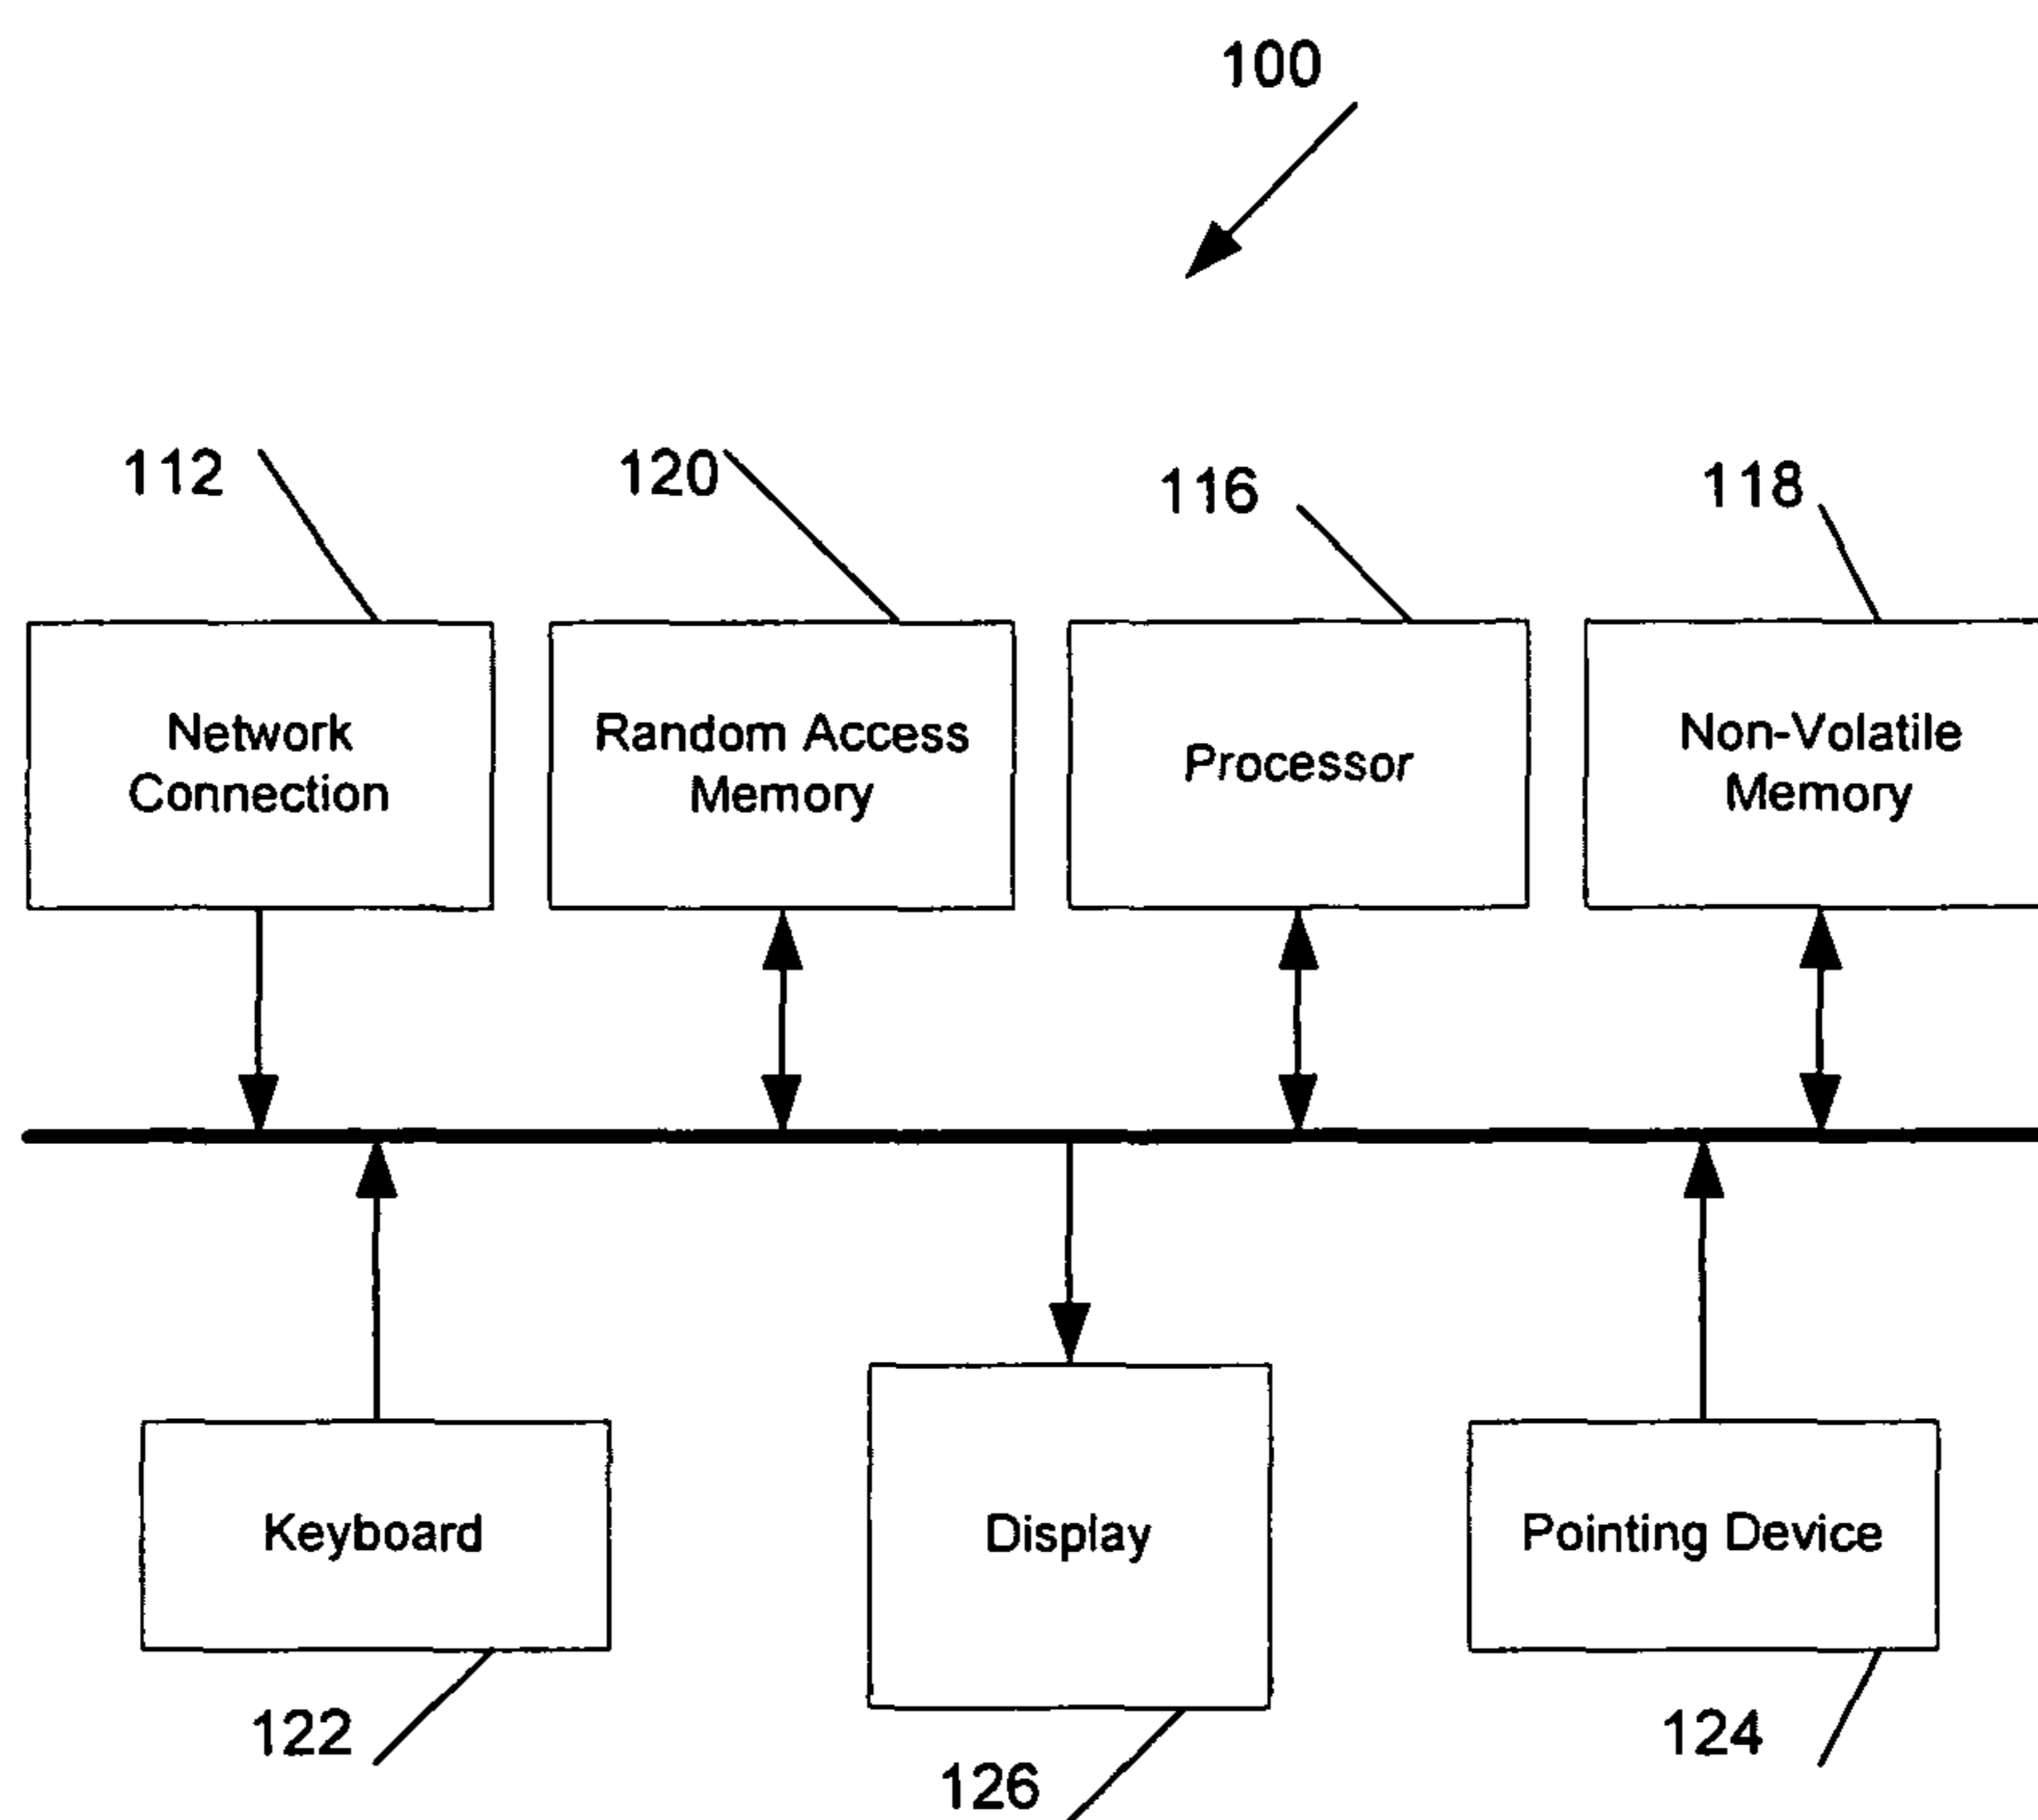 100
112
120
116
118
Network
Connection
Random Access
Memory
Processor
Non-Volatile
Memory
Keyboard
Display
Pointing Device
122
126
124